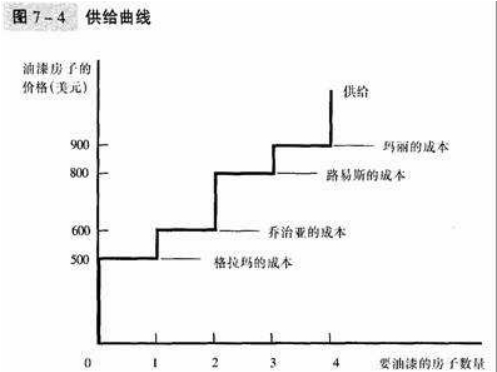 图 7-4 供给曲线
油漆房子的
价格(美元)
供给
900
玛丽的成本
800
路易斯的成本
600
乔治亚的成本
500
格拉玛的成本
0 1 2 3 4 要油漆的房子数量